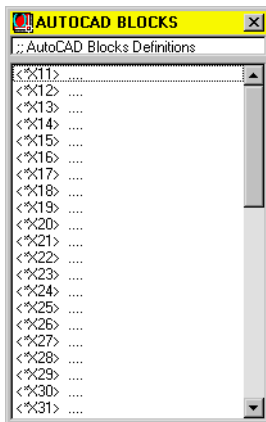 AUTOCAD BLOCKS
;; AutoCAD Blocks Definitions
<*X11> ....
<*X12> ....
<*X13> ....
<*X14> ....
<*X15> ....
<*X16> ....
<*X17> ....
<*X18> ....
<*X19> ....
<*X20> ....
<*X21> ....
<*X22> ....
<*X23> ....
<*X24> ....
<*X25> ....
<*X26> ....
<*X27> ....
<*X28> ....
<*X29> ....
<*X30> ....
<*X31> ....